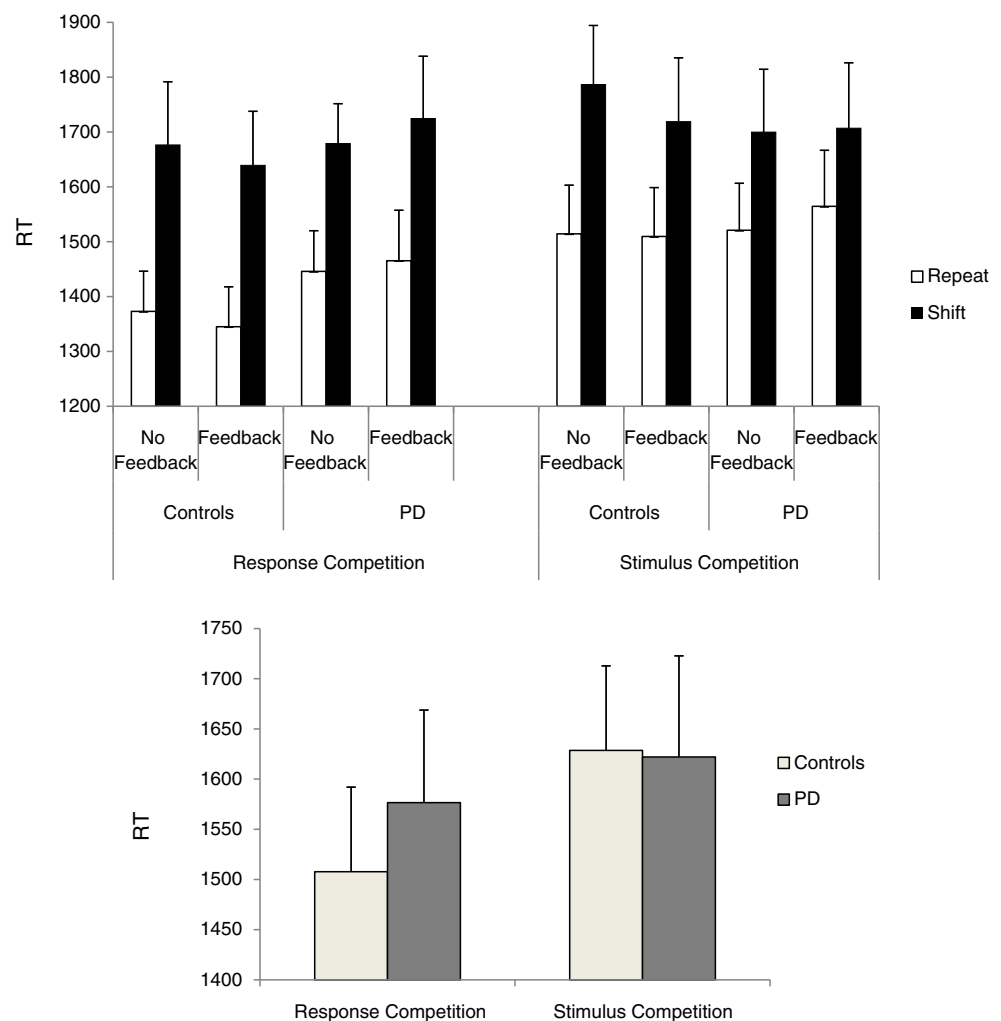 1900
1800
1700
1600
1500
1400
1300
1200
RT
Repeat
Shift
No Feedback No Feedback No Feedback No Feedback
Feedback Feedback Feedback Feedback
Controls PD Controls PD
Response Competition Stimulus Competition
1750
1700
1650
1600
1550
1500
1450
1400
RT
Controls
PD
Response Competition Stimulus Competition